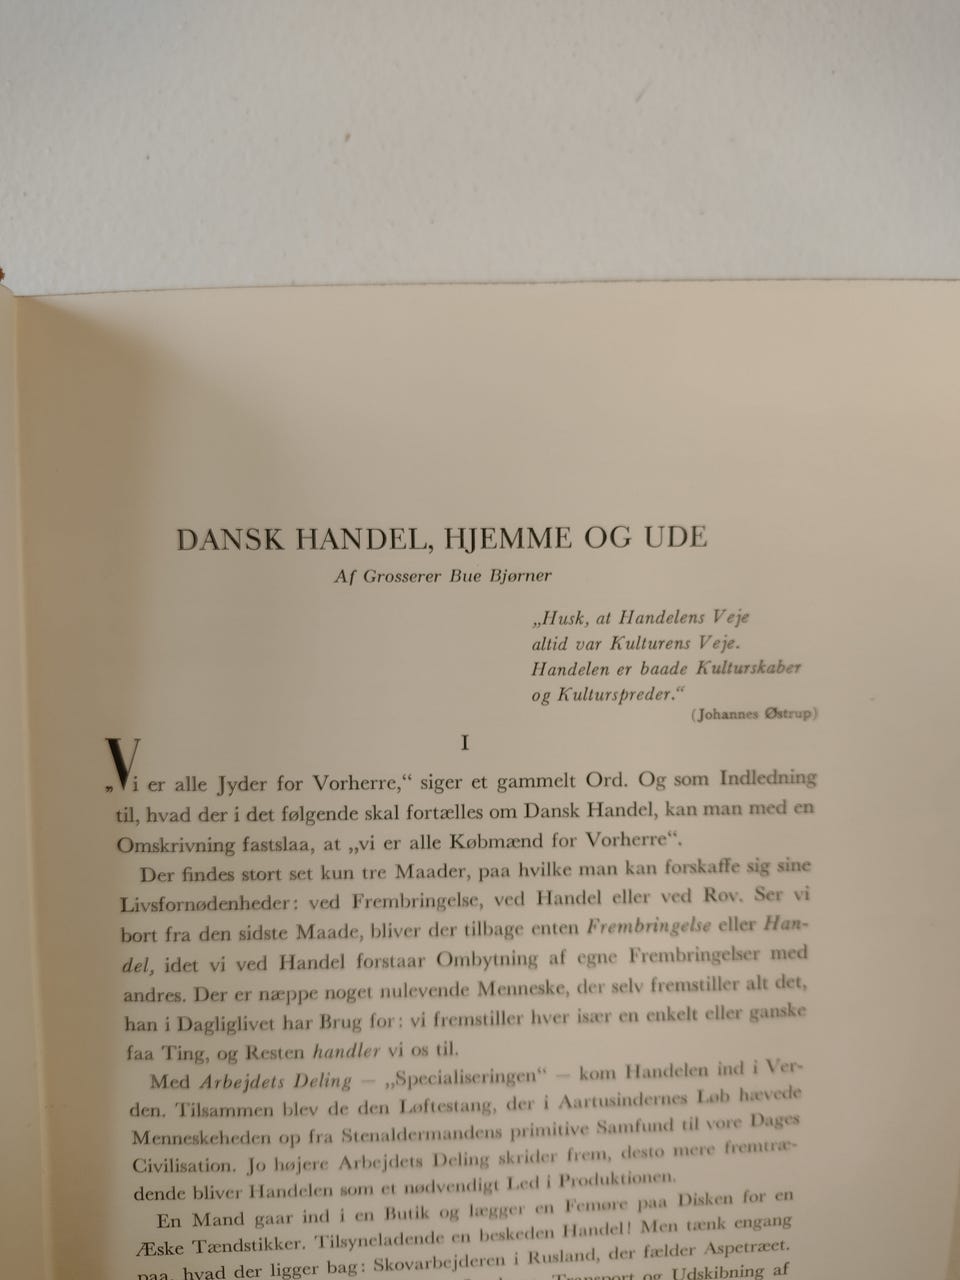 DANSK HANDEL, HJEMME OG UDE
Af Grosserer Bue Bjørner
„Husk, at Handelens Veje
altid var Kulturens Veje.
Handelen er baade Kulturskaber
og Kulturspreder.“
(Johannes Østrup)
I
„Vi er alle Jyder for Vorherre,“ siger et gammelt Ord. Og som Indledning
til, hvad der i det følgende skal fortælles om Dansk Handel, kan man med en
Omskrivning fastslaa, at „vi er alle Købmænd for Vorherre“.
Der findes stort set kun tre Maader, paa hvilke man kan forskaffe sig sine
Livsfornødenheder: ved Frembringelse, ved Handel eller ved Rov. Ser vi
bort fra den sidste Maade, bliver der tilbage enten Frembringelse eller Han-
del, idet vi ved Handel forstaar Ombytning af egne Frembringelser med
andres. Der er næppe noget nulevende Menneske, der selv fremstiller alt det,
han i Dagliglivet har Brug for: vi fremstiller hver især en enkelt eller ganske
faa Ting, og Resten handler vi os til.
Med Arbejdets Deling — „Specialiseringen“ — kom Handelen ind i Ver-
den. Tilsammen blev de den Løftestang, der i Aartusindernes Løb hævede
Menneskeheden op fra Stenaldermandens primitive Samfund til vore Dages
Civilisation. Jo højere Arbejdets Deling skrider frem, desto mere fremtræ-
dende bliver Handelen som et nødvendigt Led i Produktionen.
En Mand gaar ind i en Butik og lægger en Femøre paa Disken for en
Æske Tændstikker. Tilsyneladende en beskeden Handel! Men tænk engang
paa, hvad der ligger bag: Skovarbejderen i Rusland, der fælder Aspetræet.
Transport og Udskibning af